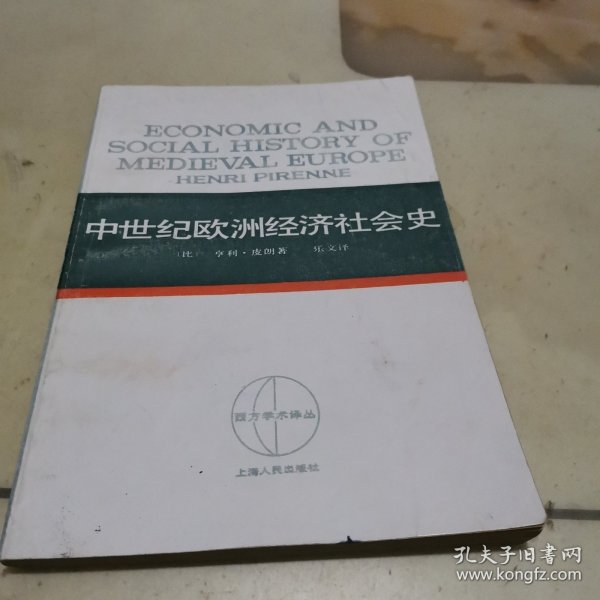 ECONOMIC AND
SOCIAL HISTORY OF
MEDIEVAL EUROPE
HENRI PIRENNE
中世纪欧洲经济社会史
〔比〕 亨利·皮朗著 乐文译
西方学术译丛
上海人民出版社
孔夫子旧书网
www.kongfz.com